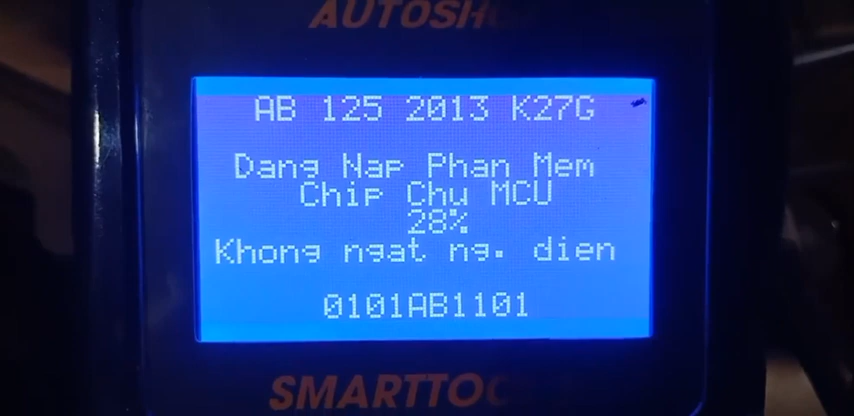 AUTOSH
AB 125 2013 K27G
Dang Nap Phan Mem
Chip Chu MCU
28%
Khong ngat ng. dien
0101AB1101
SMARTTO